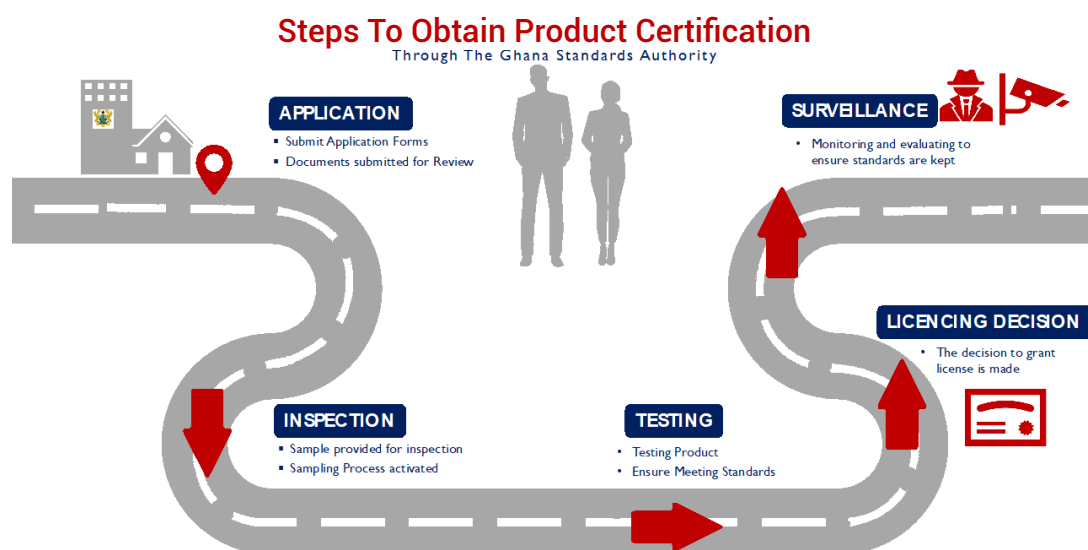 Steps To Obtain Product Certification
Through The Ghana Standards Authority
APPLICATION
Submit Application Forms
Documents submitted for Review
INSPECTION
Sample provided for inspection
Sampling Process activated
TESTING
Testing Product
Ensure Meeting Standards
LICENCING DECISION
The decision to grant
license is made
SURVEILLANCE
Monitoring and evaluating to
ensure standards are kept